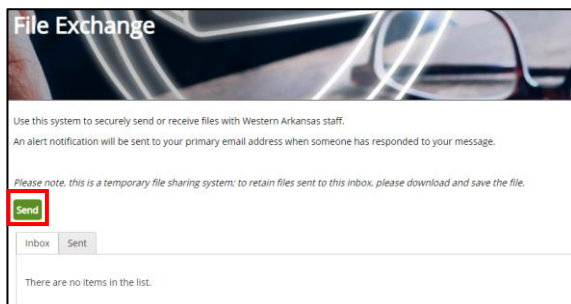 File Exchange
Use this system to securely send or receive files with Western Arkansas staff.
An alert notification will be sent to your primary email address when someone has responded to your message.
Please note, this is a temporary file sharing system; to retain files sent to this inbox, please download and save the file.
Send
Inbox Sent
There are no items in the list.